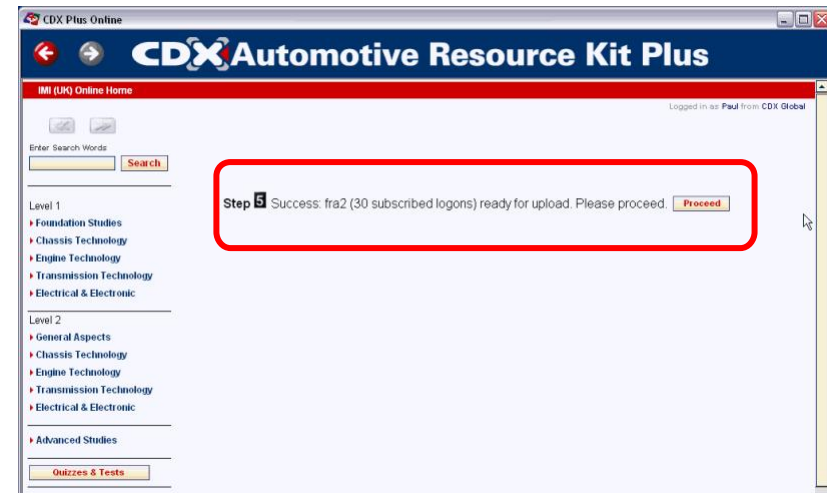 CDX Plus Online
CDX Automotive Resource Kit Plus
IMI (UK) Online Home
Logged in as Paul from CDX Global
Enter Search Words
Search
Level 1
Foundation Studies
Chassis Technology
Engine Technology
Transmission Technology
Electrical & Electronic
Level 2
General Aspects
Chassis Technology
Engine Technology
Transmission Technology
Electrical & Electronic
Advanced Studies
Quizzes & Tests
Step 5 Success: fra2 (30 subscribed logons) ready for upload. Please proceed. Proceed